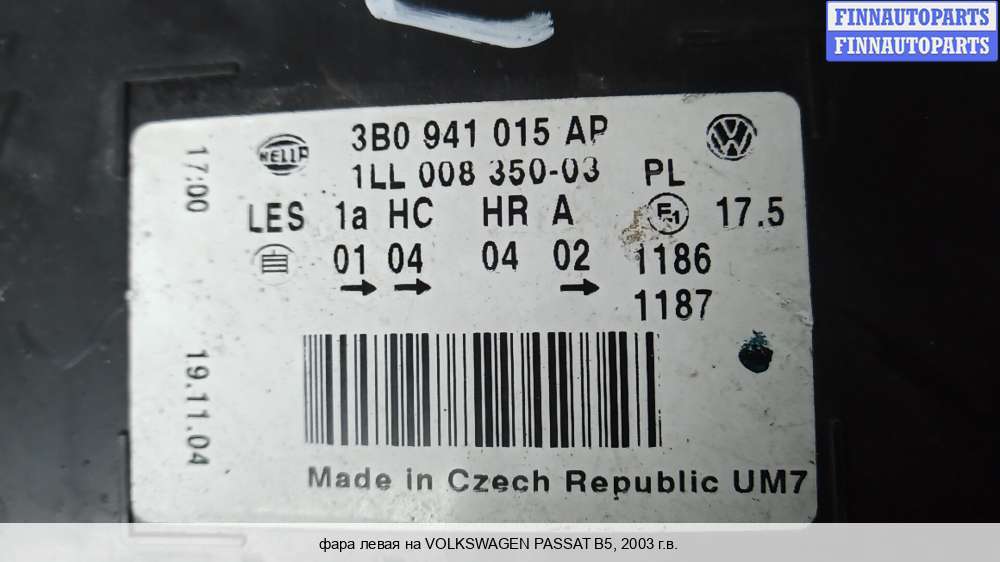 FINNAUTOPARTS
FINNAUTOPARTS
HELLA
3B0 941 015 AP
1LL 008 350-03 PL
LES 1a HC HR A E1 17.5
01 04 04 02 1186
→ → → 1187
17:00
19.11.04
Made in Czech Republic UM7
фара левая на VOLKSWAGEN PASSAT B5, 2003 г.в.